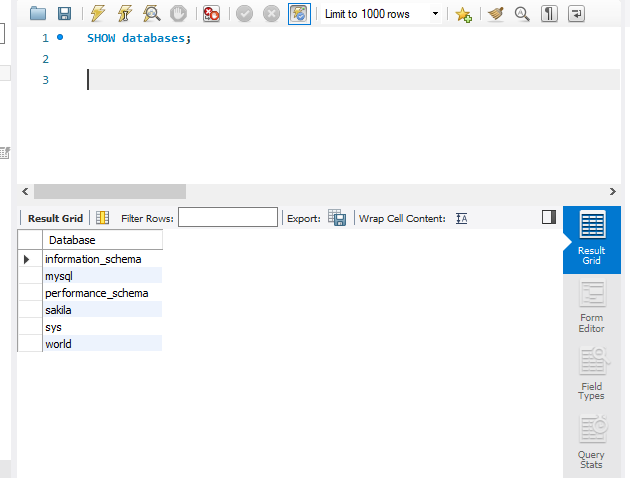 Limit to 1000 rows
1 SHOW databases;
2
3
Result Grid Filter Rows: Export: Wrap Cell Content:
Database
information_schema
mysql
performance_schema
sakila
sys
world
Result
Grid
Form
Editor
Field
Types
Query
Stats